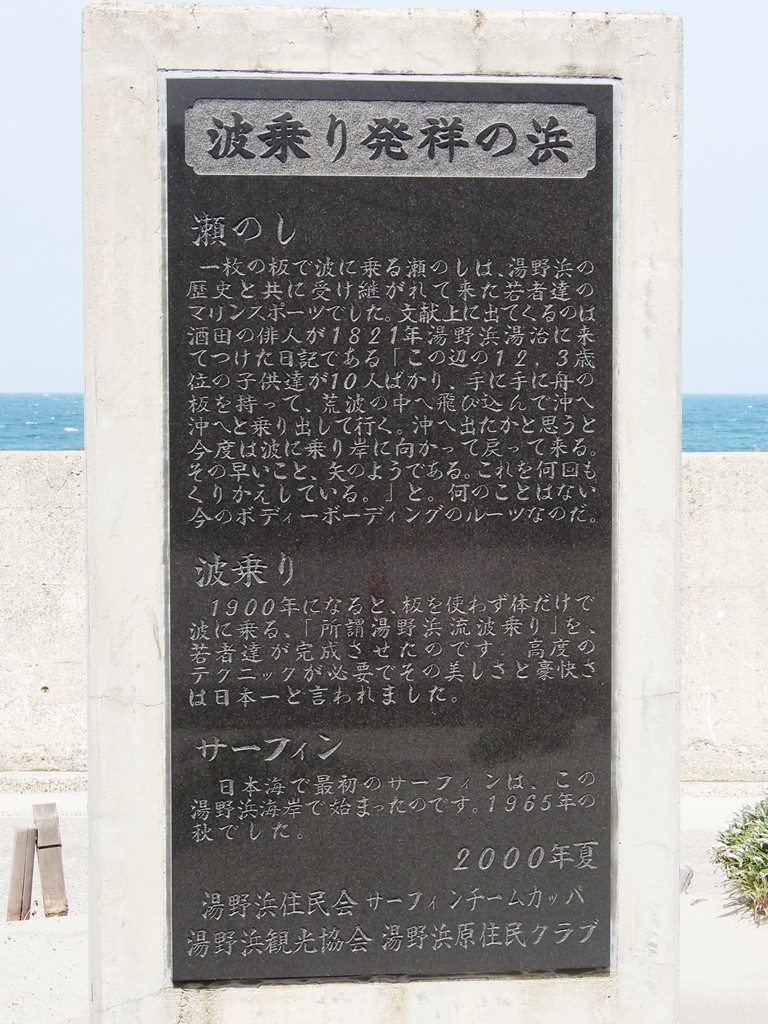 波乗り発祥の浜
瀬のし
一枚の板で波に乗る瀬のしは、湯野浜の
歴史と共に受け継がれて来た若者達の
マリンスポーツでした。文献上に出てくるのは
酒田の俳人が1821年湯野浜湯治に来
てつけた日記である「この辺の12.3歳
位の子供達が10人ばかり、手に手に舟の
板を持って、荒波の中へ飛び込んで沖へ
沖へと乗り出して行く。沖へ出たかと思うと
今度は波に乗り岸に向かって戻って来る。
その早いこと、矢のようである。これを何回も
くりかえしている。」と。何のことはない
今のボディーボーディングのルーツなのだ。
波乗り
1900年になると、板を使わず体だけで
波に乗る、「所謂湯野浜流波乗り」を、
若者達が完成させたのです。高度の
テクニックが必要でその美しさと豪快さ
は日本一と言われました。
サーフィン
日本海で最初のサーフィンは、この
湯野浜海岸で始まったのです。1965年の
秋でした。
2000年夏
湯野浜住民会 サーフィンチームカッパ
湯野浜観光協会 湯野浜原住民クラブ